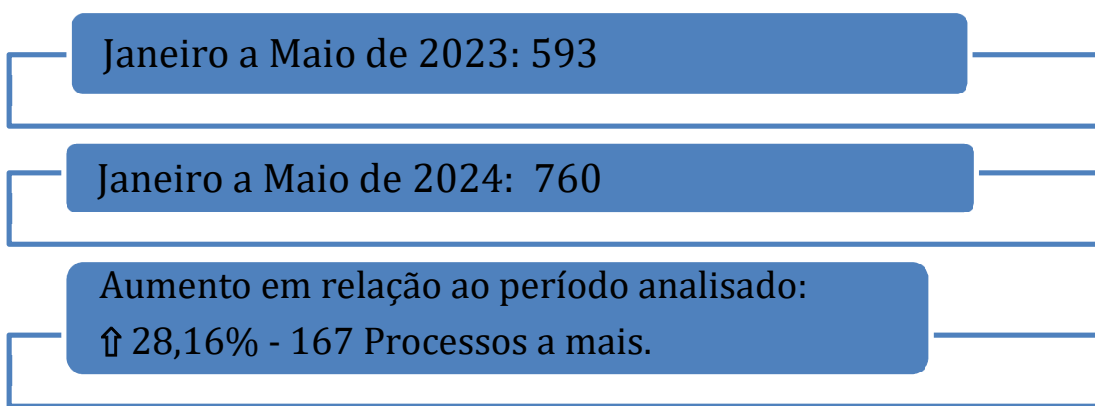 Janeiro a Maio de 2023: 593
Janeiro a Maio de 2024:  760
Aumento em relação ao período analisado:
⇧ 28,16% - 167 Processos a mais.